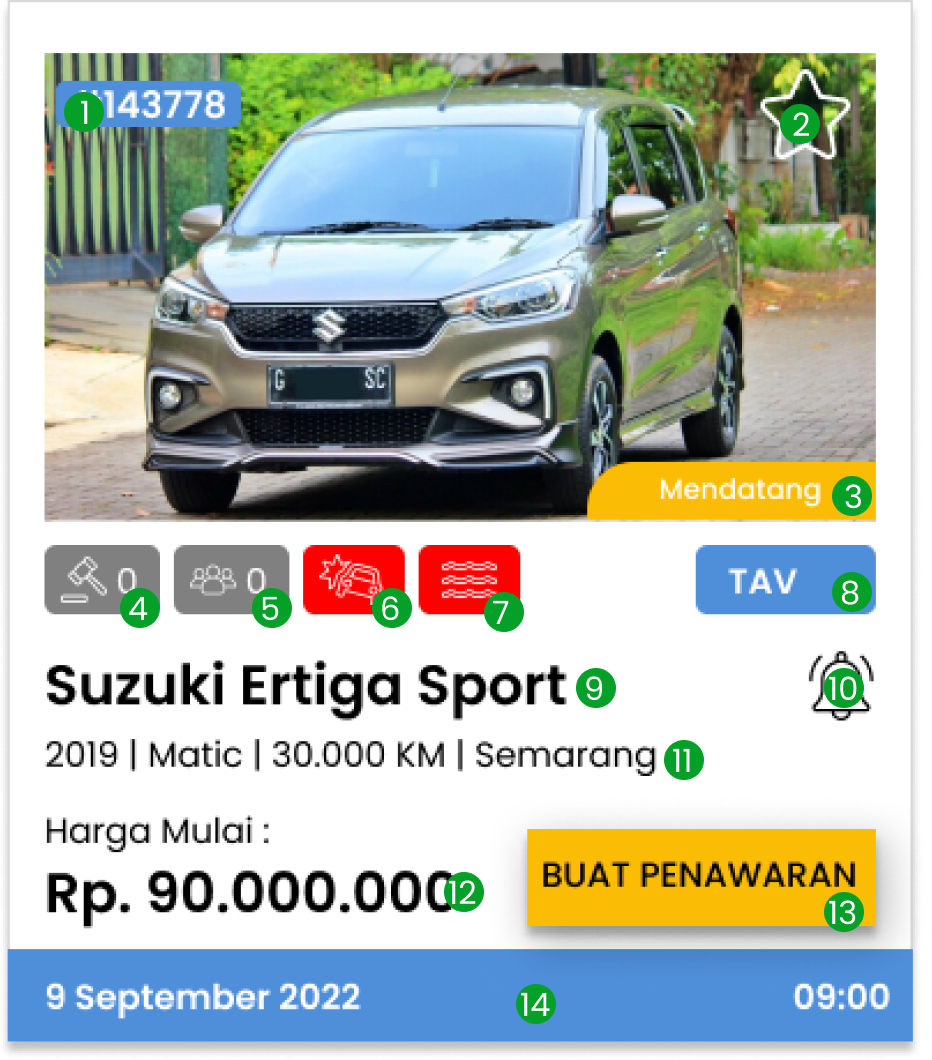 1
143778
2
G SC
Mendatang
3
0
4
0
5
6
7
TAV
8
Suzuki Ertiga Sport
9
10
2019 | Matic | 30.000 KM | Semarang
11
Harga Mulai :
Rp. 90.000.000
12
BUAT PENAWARAN
13
9 September 2022
14
09:00